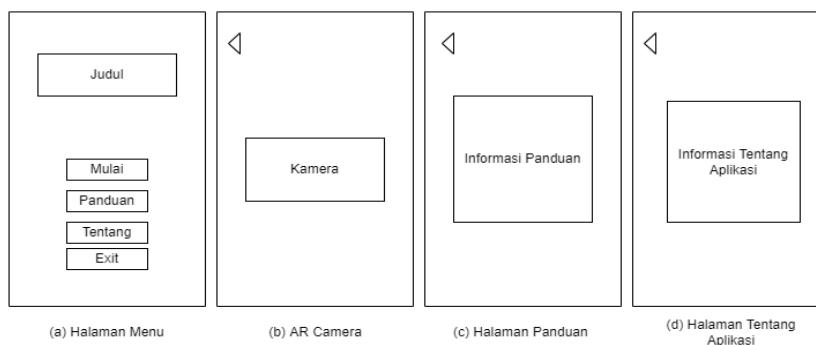 Judul
Mulai
Panduan
Tentang
Exit
(a) Halaman Menu
Kamera
(b) AR Camera
Informasi Panduan
(c) Halaman Panduan
Informasi Tentang
Aplikasi
(d) Halaman Tentang
Aplikasi